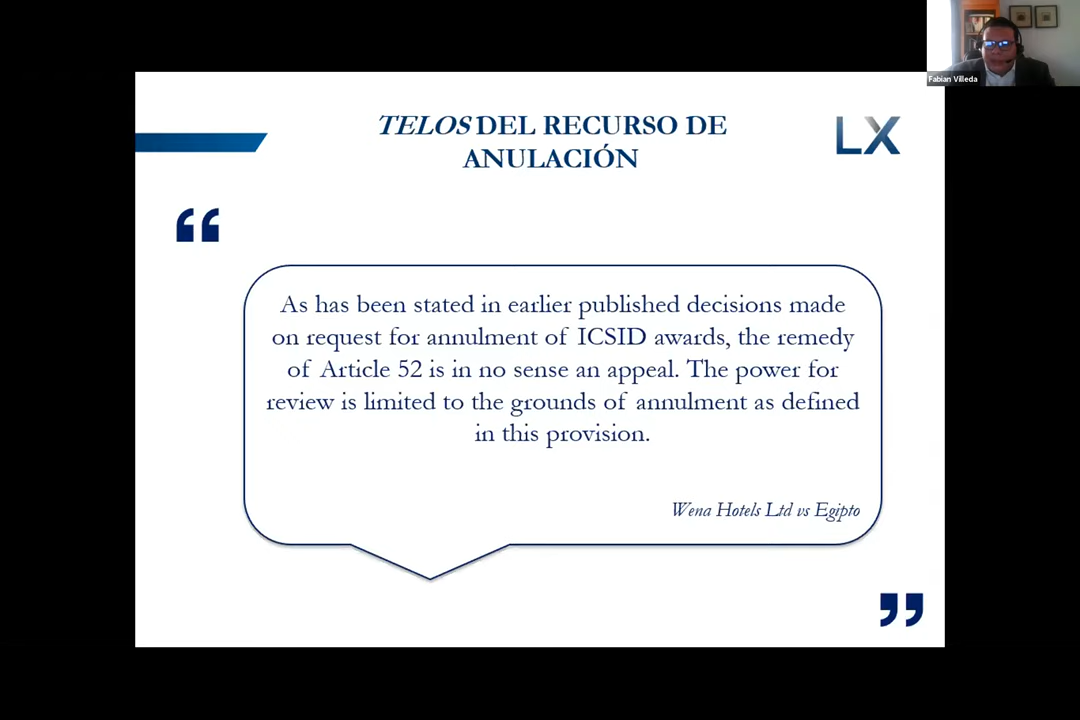 Fabian Villeda
TELOS DEL RECURSO DE
ANULACIÓN
LX
“
As has been stated in earlier published decisions made
on request for annulment of ICSID awards, the remedy
of Article 52 is in no sense an appeal. The power for
review is limited to the grounds of annulment as defined
in this provision.
Wena Hotels Ltd vs Egipto
”